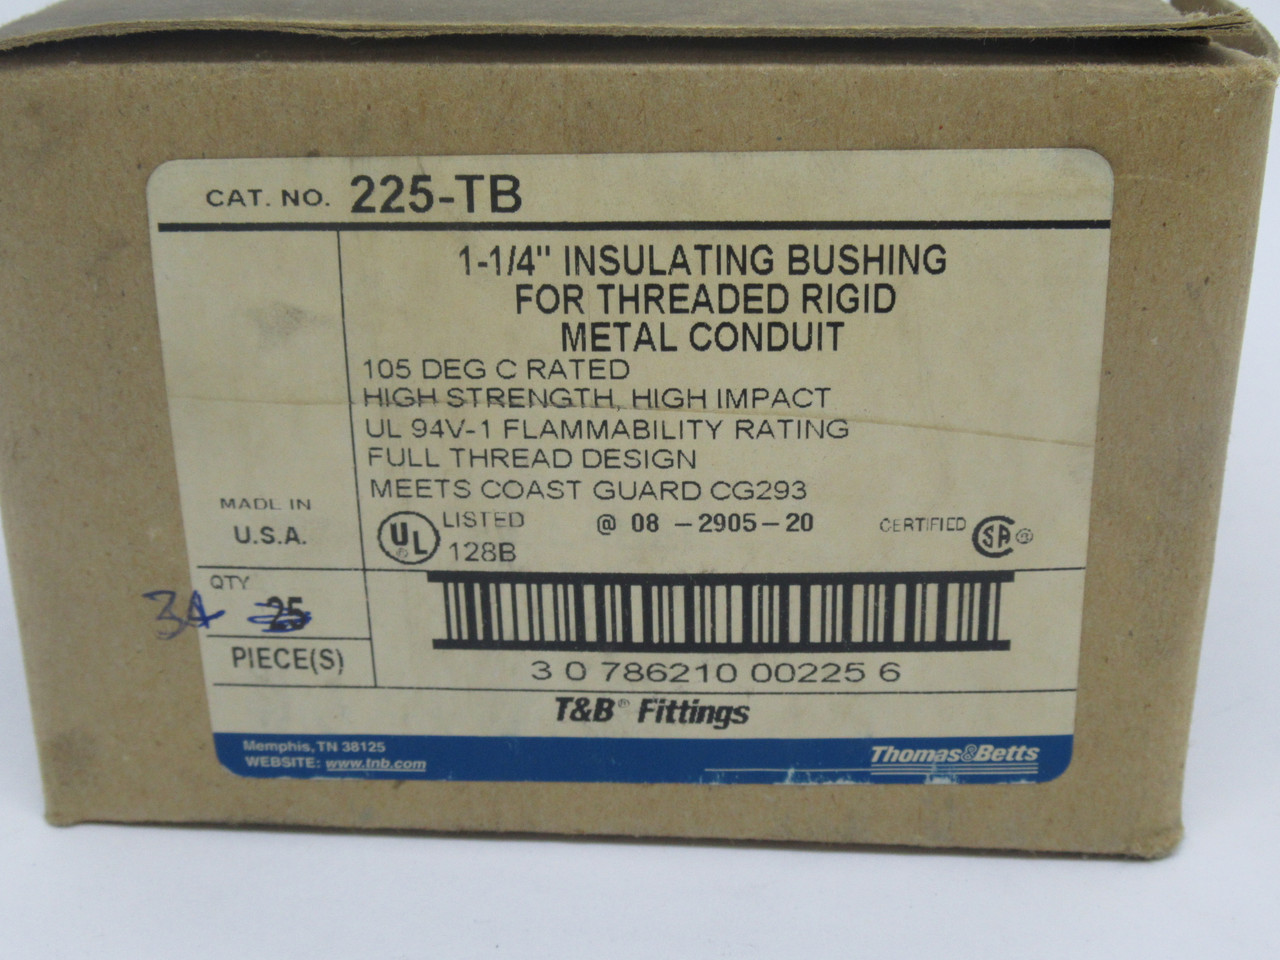 CAT. NO. 225-TB
1-1/4" INSULATING BUSHING
FOR THREADED RIGID
METAL CONDUIT
105 DEG C RATED
HIGH STRENGTH, HIGH IMPACT
UL 94V-1 FLAMMABILITY RATING
FULL THREAD DESIGN
MEETS COAST GUARD CG293
MADE IN
U.S.A.
UL ® LISTED
128B
@ 08 - 2905 - 20
CERTIFIED SA ®
QTY
25
PIECE(S)
3 0 786210 00225 6
T&B® Fittings
Memphis, TN 38125
WEBSITE: www.tnb.com
Thomas&Betts